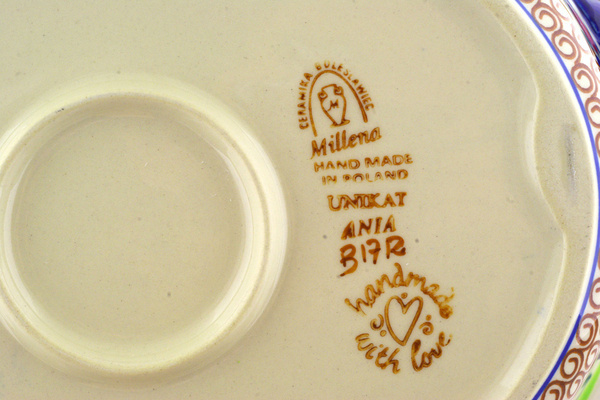 CERAMIKA BOLESŁAWIEC
M
Millena
HAND MADE
IN POLAND
UNIKAT
ANIA
B17R
handmade
with love